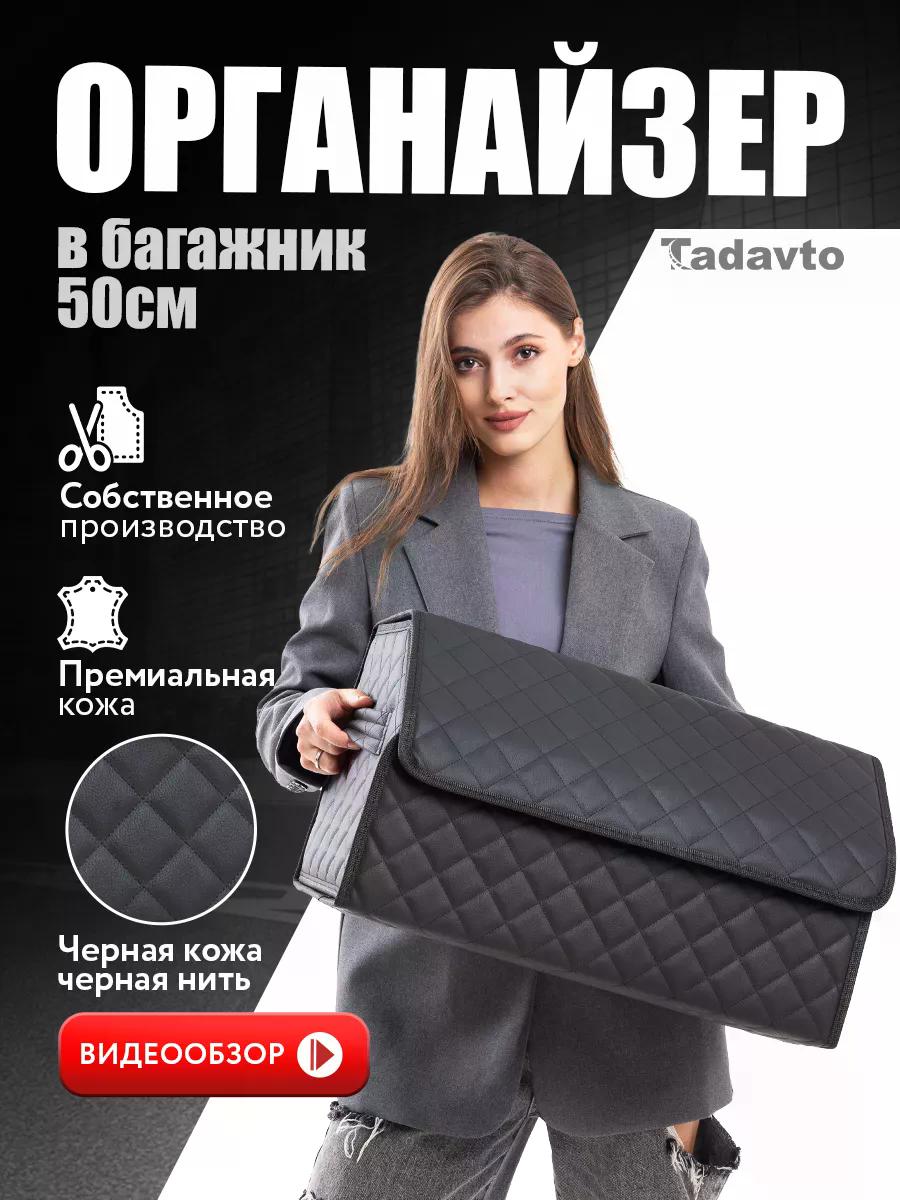 ОРГАНАЙЗЕР
в багажник
50см
Tadavto
Собственное
производство
Премиальная
кожа
Черная кожа
черная нить
ВИДЕООБЗОР